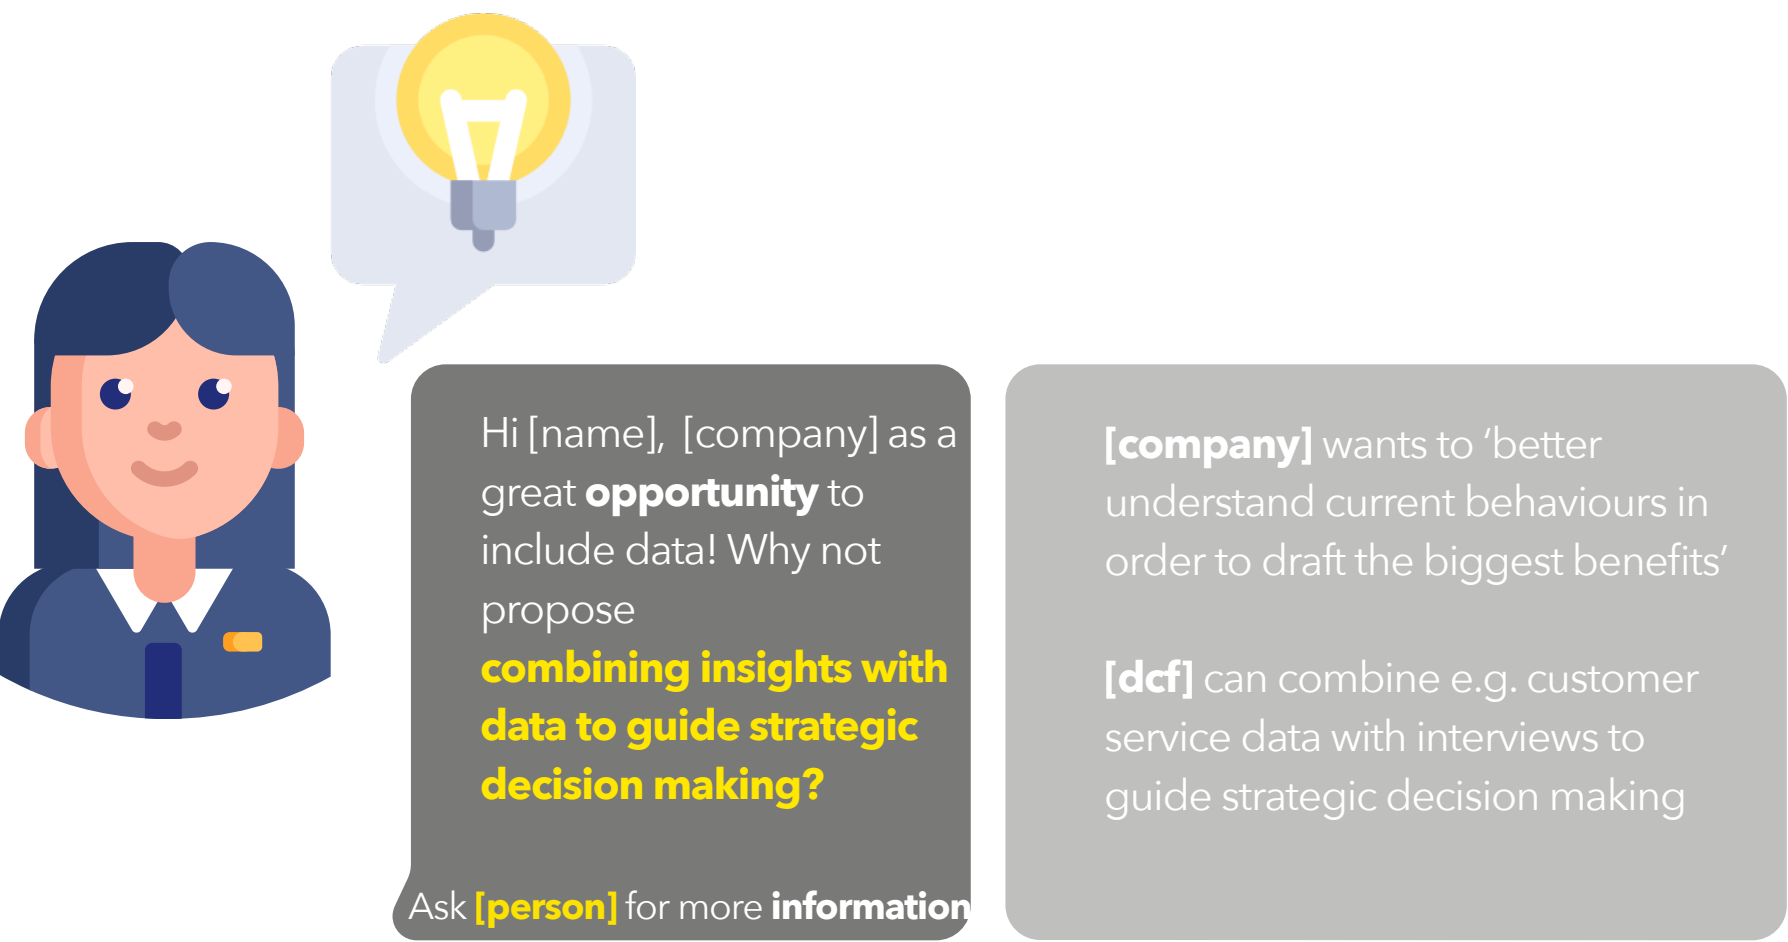 Hi [name], [company] as a
great opportunity to
include data! Why not
propose
combining insights with
data to guide strategic
decision making?
Ask [person] for more information
[company] wants to ‘better
understand current behaviours in
order to draft the biggest benefits’
[dcf] can combine e.g. customer
service data with interviews to
guide strategic decision making